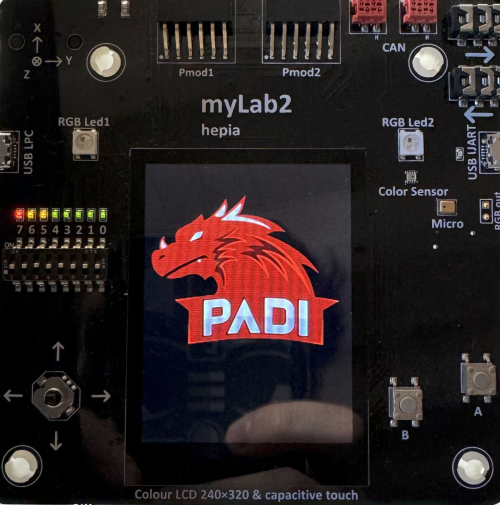 X
Y
Z
Pmod1
Pmod2
CAN
myLab2
hepia
RGB Led1
RGB Led2
USB LPC
USB UART
Color Sensor
Micro
RGB out
7 6 5 4 3 2 1 0
ON
PADI
A
B
Colour LCD 240×320 & capacitive touch